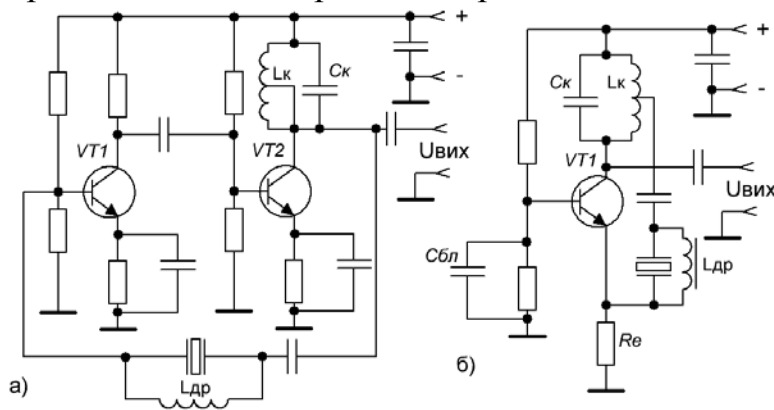 +
-
Lк
Cк
VT1
VT2
Uвих
Lдр
а)
+
-
Cк
Lк
VT1
Uвих
Cбл
Lдр
Re
б)